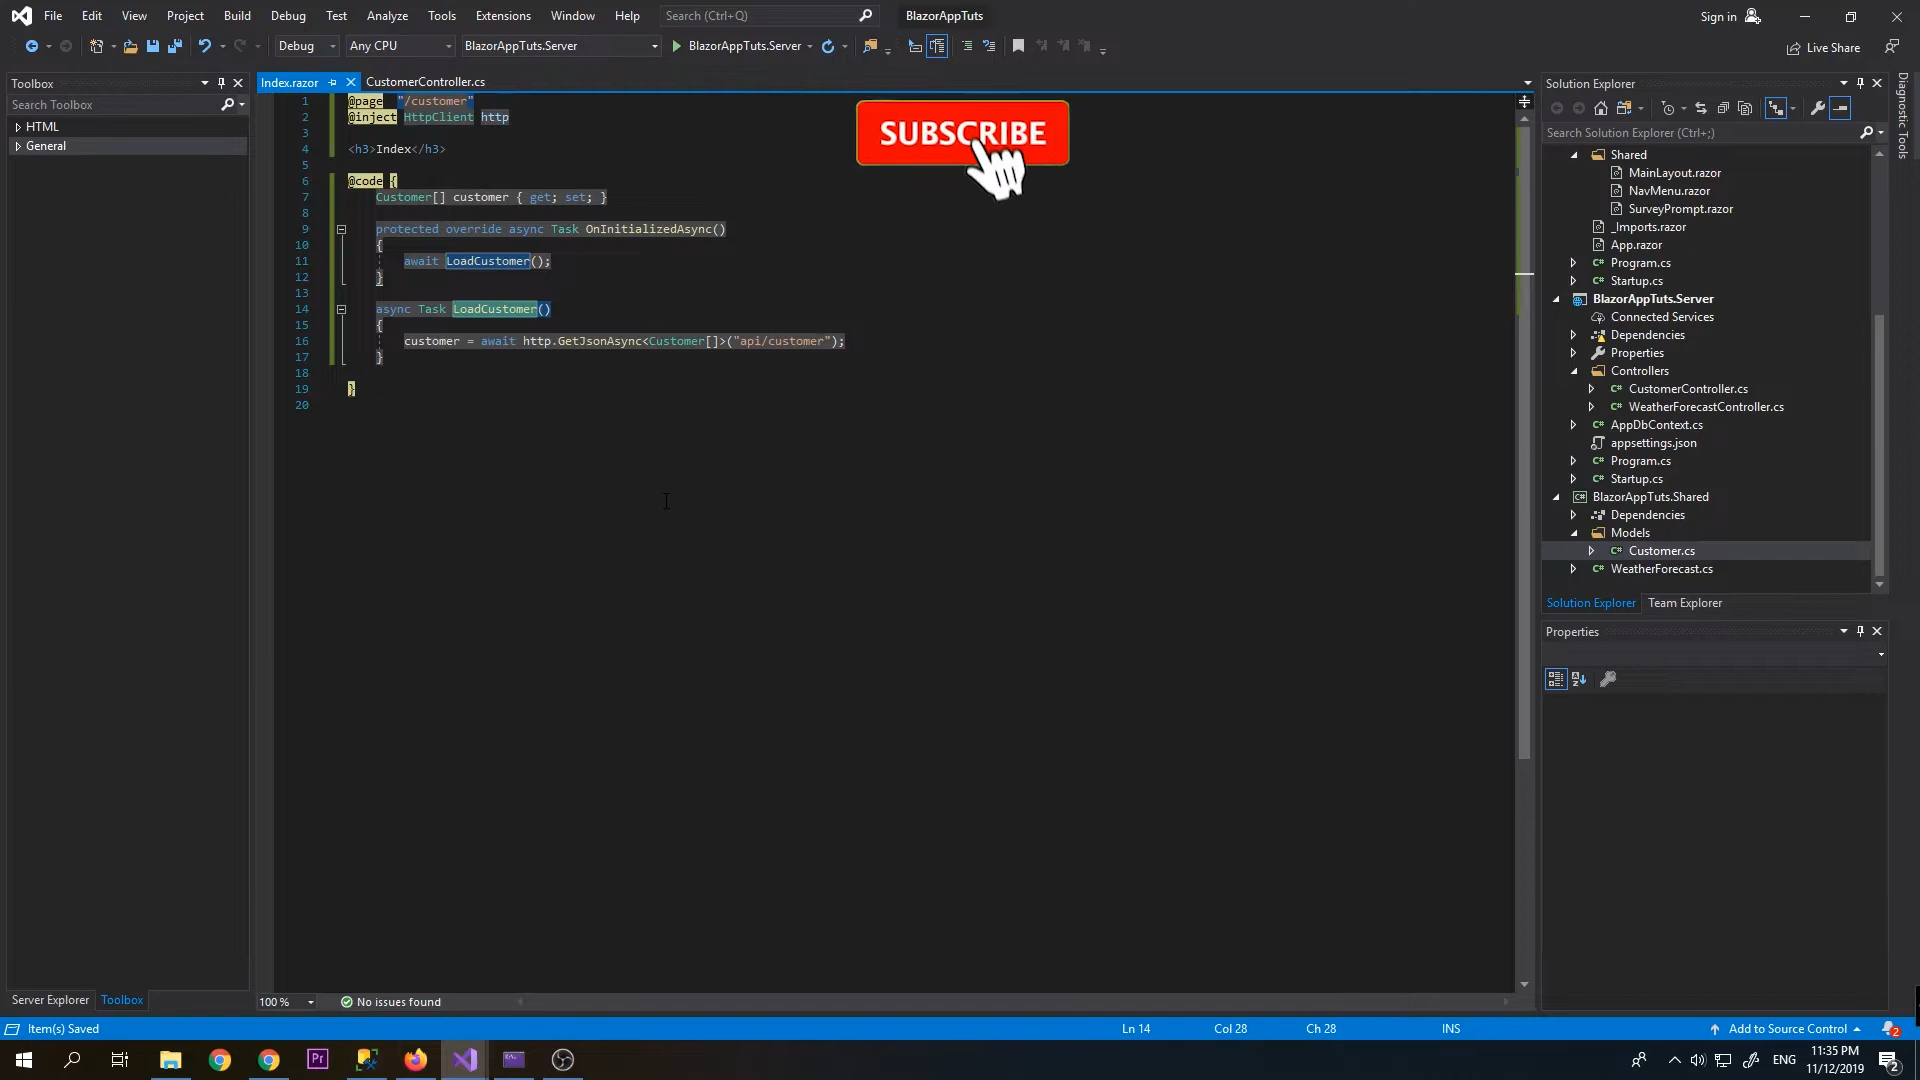 File Edit View Project Build Debug Test Analyze Tools Extensions Window Help Search (Ctrl+Q) BlazorAppTuts Sign in
Debug Any CPU BlazorAppTuts.Server BlazorAppTuts.Server Live Share
Toolbox
Search Toolbox
HTML
General
Server Explorer Toolbox
Index.razor CustomerController.cs
1 @page "/customer"
2 @inject HttpClient http
3
4 <h3>Index</h3>
5
6 @code {
7 Customer[] customer { get; set; }
8
9 protected override async Task OnInitializedAsync()
10 {
11 await LoadCustomer();
12 }
13
14 async Task LoadCustomer()
15 {
16 customer = await http.GetJsonAsync<Customer[]>("api/customer");
17 }
18
19 }
20
SUBSCRIBE
100 % No issues found
Solution Explorer
Search Solution Explorer (Ctrl+;)
Shared
MainLayout.razor
NavMenu.razor
SurveyPrompt.razor
_Imports.razor
App.razor
C# Program.cs
C# Startup.cs
BlazorAppTuts.Server
Connected Services
Dependencies
Properties
Controllers
C# CustomerController.cs
C# WeatherForecastController.cs
C# AppDbContext.cs
appsettings.json
C# Program.cs
C# Startup.cs
C# BlazorAppTuts.Shared
Dependencies
Models
C# Customer.cs
C# WeatherForecast.cs
Solution Explorer Team Explorer
Properties
Diagnostic Tools
Item(s) Saved Ln 14 Col 28 Ch 28 INS Add to Source Control 2
Pr ENG 11:35 PM
11/12/2019 2